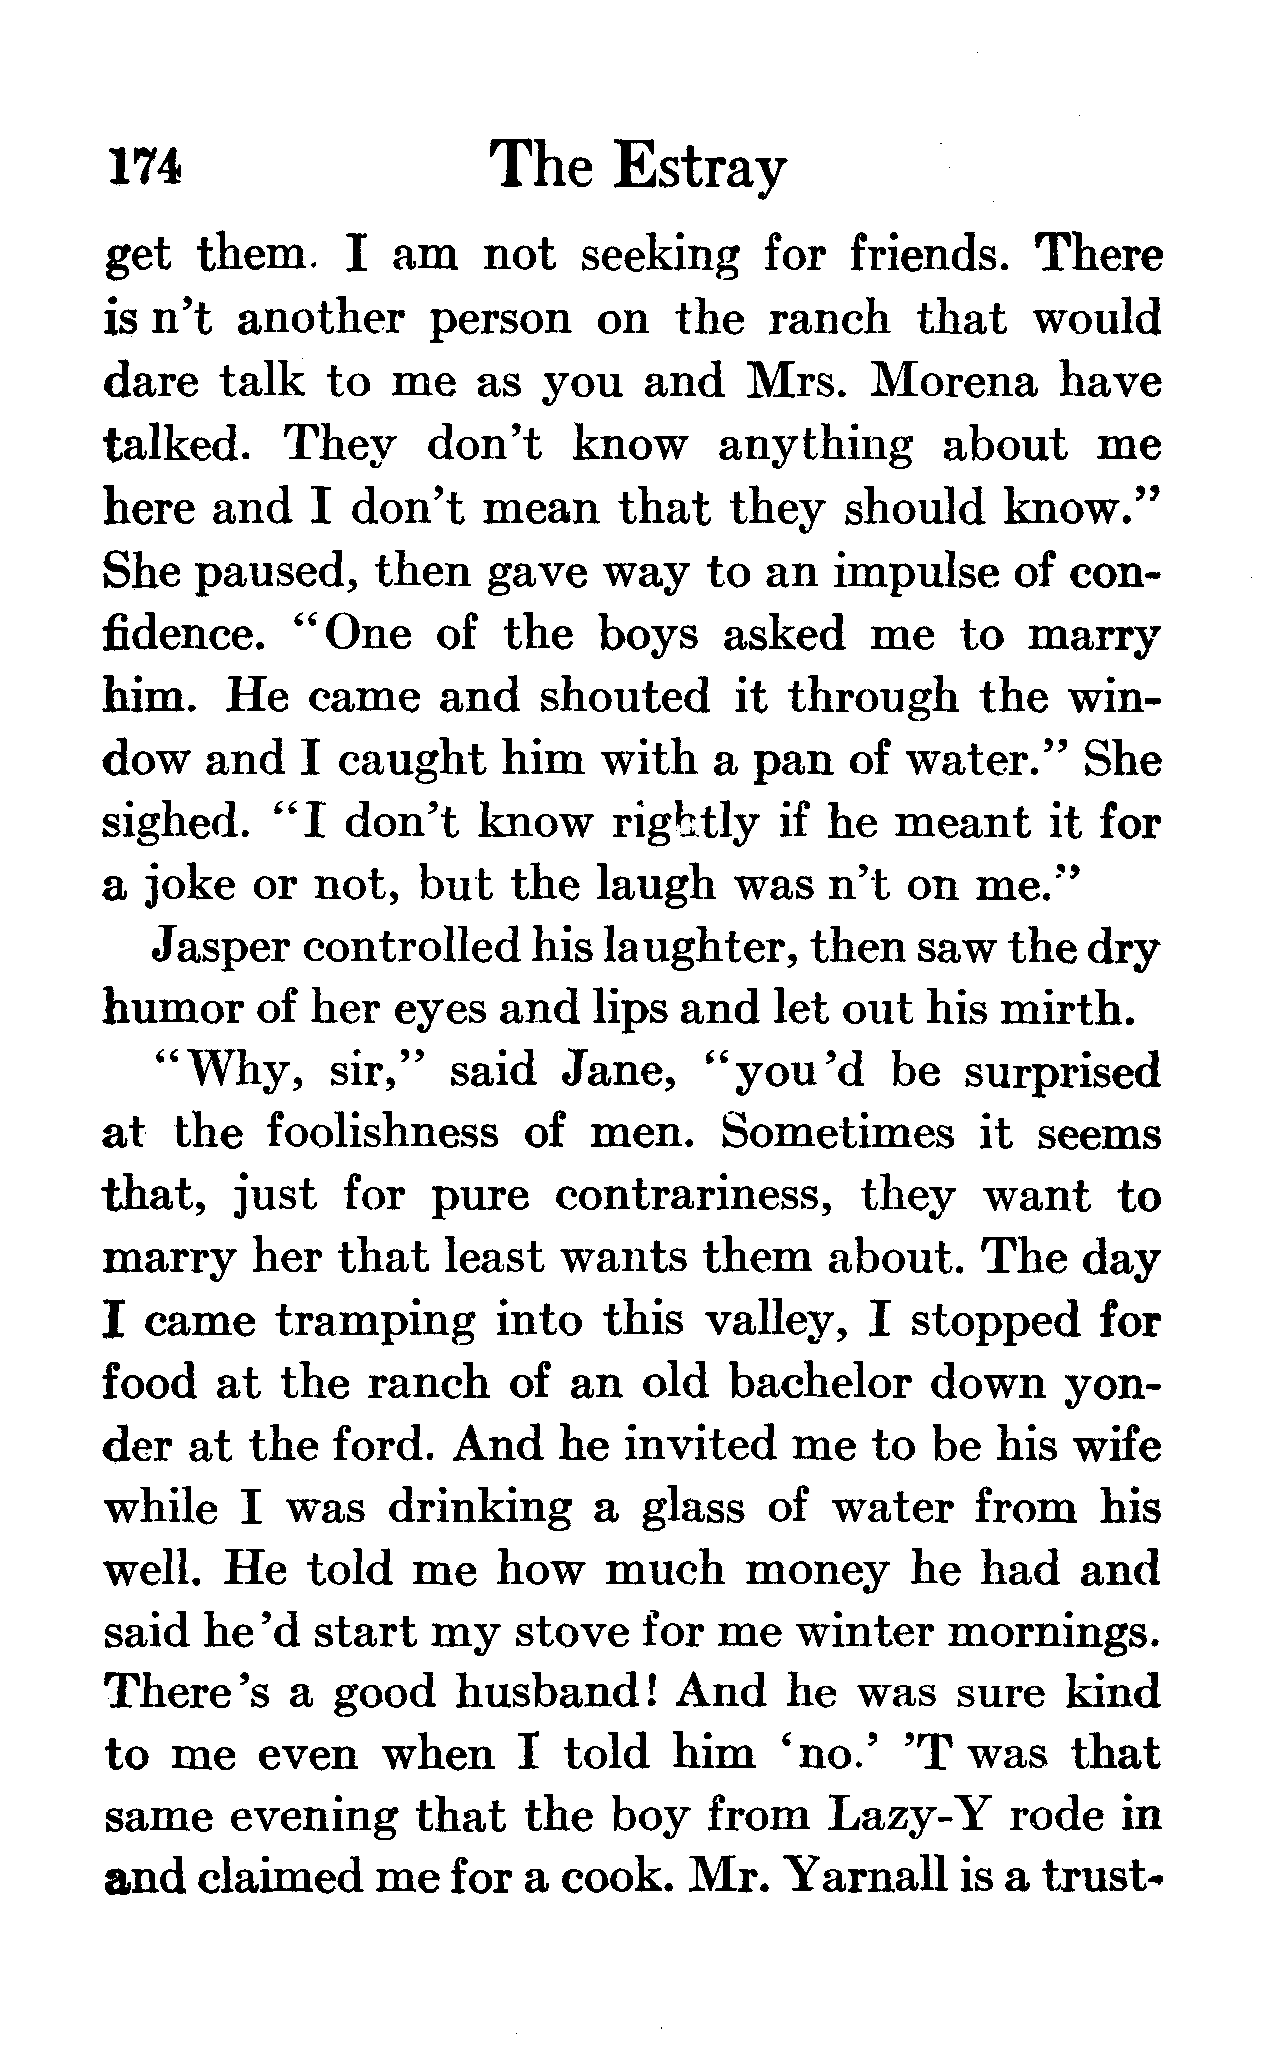 174 The Estray
get them. I am not seeking for friends. There
is n't another person on the ranch that would
dare talk to me as you and Mrs. Morena have
talked. They don't know anything about me
here and I don't mean that they should know."
She paused, then gave way to an impulse of con-
fidence. "One of the boys asked me to marry
him. He came and shouted it through the win-
dow and I caught him with a pan of water." She
sighed. "I don't know rightly if he meant it for
a joke or not, but the laugh was n't on me."
Jasper controlled his laughter, then saw the dry
humor of her eyes and lips and let out his mirth.
"Why, sir," said Jane, "you 'd be surprised
at the foolishness of men. Sometimes it seems
that, just for pure contrariness, they want to
marry her that least wants them about. The day
I came tramping into this valley, I stopped for
food at the ranch of an old bachelor down yon-
der at the ford. And he invited me to be his wife
while I was drinking a glass of water from his
well. He told me how much money he had and
said he 'd start my stove for me winter mornings.
There 's a good husband! And he was sure kind
to me even when I told him 'no.' 'T was that
same evening that the boy from Lazy-Y rode in
and claimed me for a cook. Mr. Yarnall is a trust-